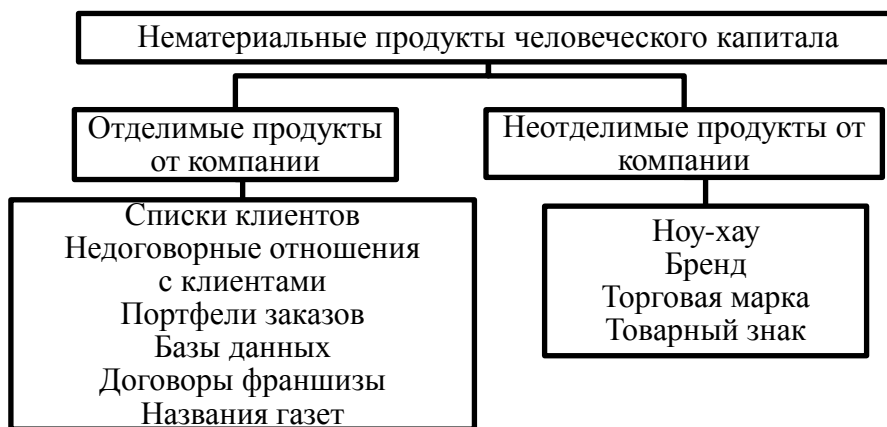 Нематериальные продукты человеческого капитала
Отделимые продукты
от компании
Неотделимые продукты от
компании
Списки клиентов
Недоговорные отношения
с клиентами
Портфели заказов
Базы данных
Договоры франшизы
Названия газет
Ноу-хау
Бренд
Торговая марка
Товарный знак